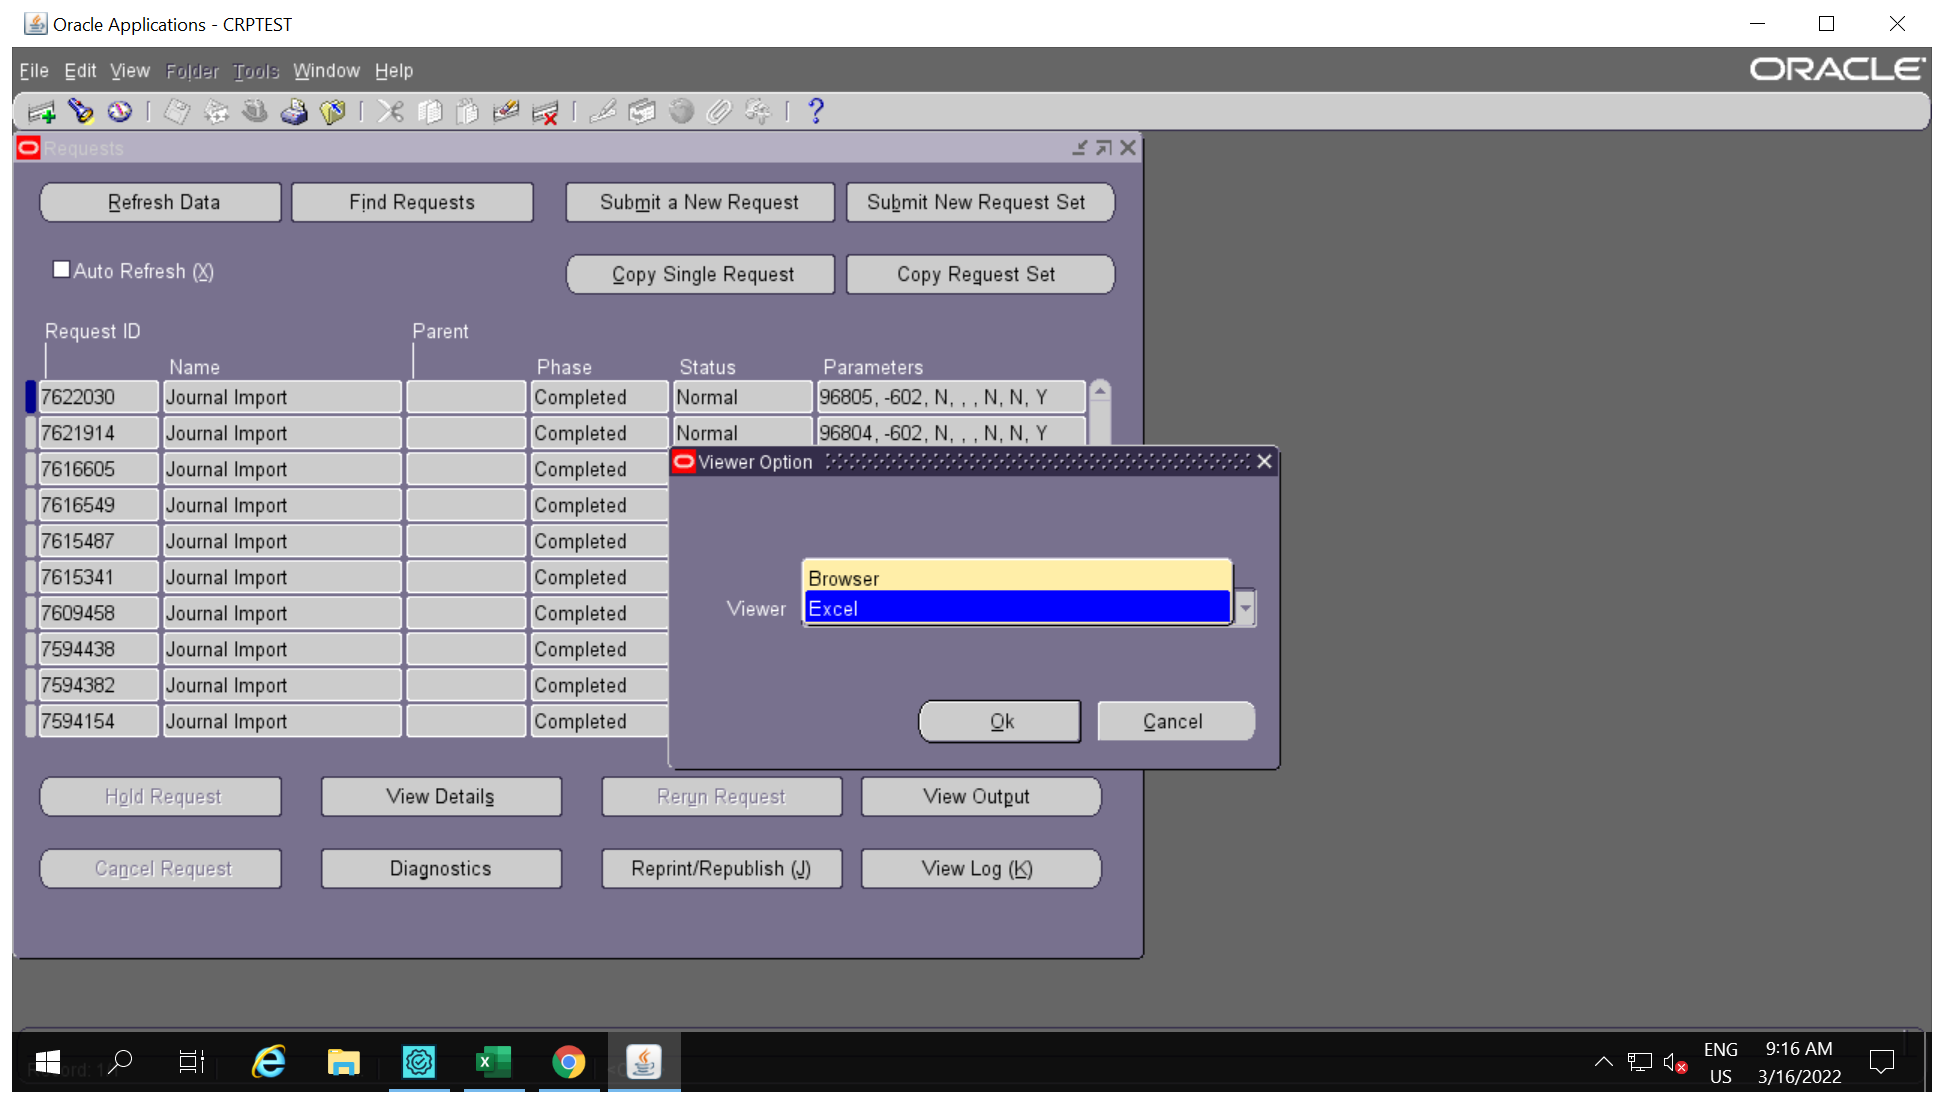 Oracle Applications - CRPTEST
File Edit View Folder Tools Window Help
ORACLE
Requests
Refresh Data Find Requests Submit a New Request Submit New Request Set
Auto Refresh (X) Copy Single Request Copy Request Set
Request ID Parent
Name Phase Status Parameters
7622030 Journal Import Completed Normal 96805, -602, N, , , N, N, Y
7621914 Journal Import Completed Normal 96804, -602, N, , , N, N, Y
7616605 Journal Import Completed
7616549 Journal Import Completed
7615487 Journal Import Completed
7615341 Journal Import Completed
7609458 Journal Import Completed
7594438 Journal Import Completed
7594382 Journal Import Completed
7594154 Journal Import Completed
Viewer Option
Browser
Viewer Excel
Ok Cancel
Hold Request View Details Rerun Request View Output
Cancel Request Diagnostics Reprint/Republish (J) View Log (K)
ENG 9:16 AM
US 3/16/2022